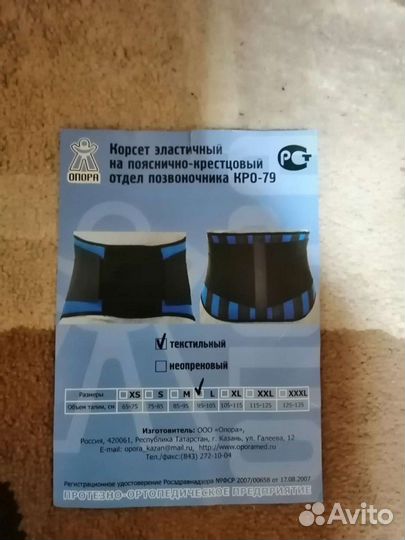 ОПОРА
Корсет эластичный
на пояснично-крестцовый
отдел позвоночника КРО-79
РСТ
текстильный
неопреновый
Размеры XS S M L XL XXL XXXL
Объем талии, см 65-75 75-85 85-95 95-105 105-115 115-125 125-135
Изготовитель: ООО «Опора»,
Россия, 420061, Республика Татарстан, г. Казань, ул. Галеева, 12
E-mail: opora_kazan@mail.ru, http://www.oporamed.ru
Тел./факс:(843) 272-10-04
Регистрационное удостоверение Росздравнадзора №ФСР 2007/00658 от 17.08.2007
ПРОТЕЗНО-ОРТОПЕДИЧЕСКОЕ ПРЕДПРИЯТИЕ
Avito